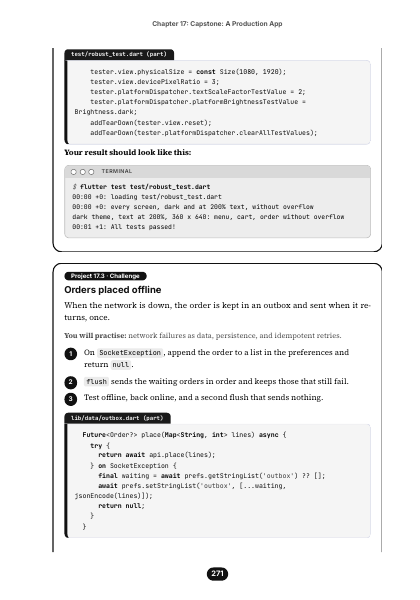 Chapter 17: Capstone: A Production App
test/robust_test.dart (part)
tester.view.physicalSize = const Size(1080, 1920);
tester.view.devicePixelRatio = 3;
tester.platformDispatcher.textScaleFactorTestValue = 2;
tester.platformDispatcher.platformBrightnessTestValue =
Brightness.dark;
addTearDown(tester.view.reset);
addTearDown(tester.platformDispatcher.clearAllTestValues);
Your result should look like this:
TERMINAL
$ flutter test test/robust_test.dart
00:00 +0: loading test/robust_test.dart
00:00 +0: every screen, dark and at 200% text, without overflow
dark theme, text at 200%, 360 x 640: menu, cart, order without overflow
00:01 +1: All tests passed!
Project 17.3 · Challenge
Orders placed offline
When the network is down, the order is kept in an outbox and sent when it re-
turns, once.
You will practise: network failures as data, persistence, and idempotent retries.
1 On SocketException, append the order to a list in the preferences and
return null.
2 flush sends the waiting orders in order and keeps those that still fail.
3 Test offline, back online, and a second flush that sends nothing.
lib/data/outbox.dart (part)
Future<Order?> place(Map<String, int> lines) async {
try {
return await api.place(lines);
} on SocketException {
final waiting = await prefs.getStringList('outbox') ?? [];
await prefs.setStringList('outbox', [...waiting,
jsonEncode(lines)]);
return null;
}
}
271